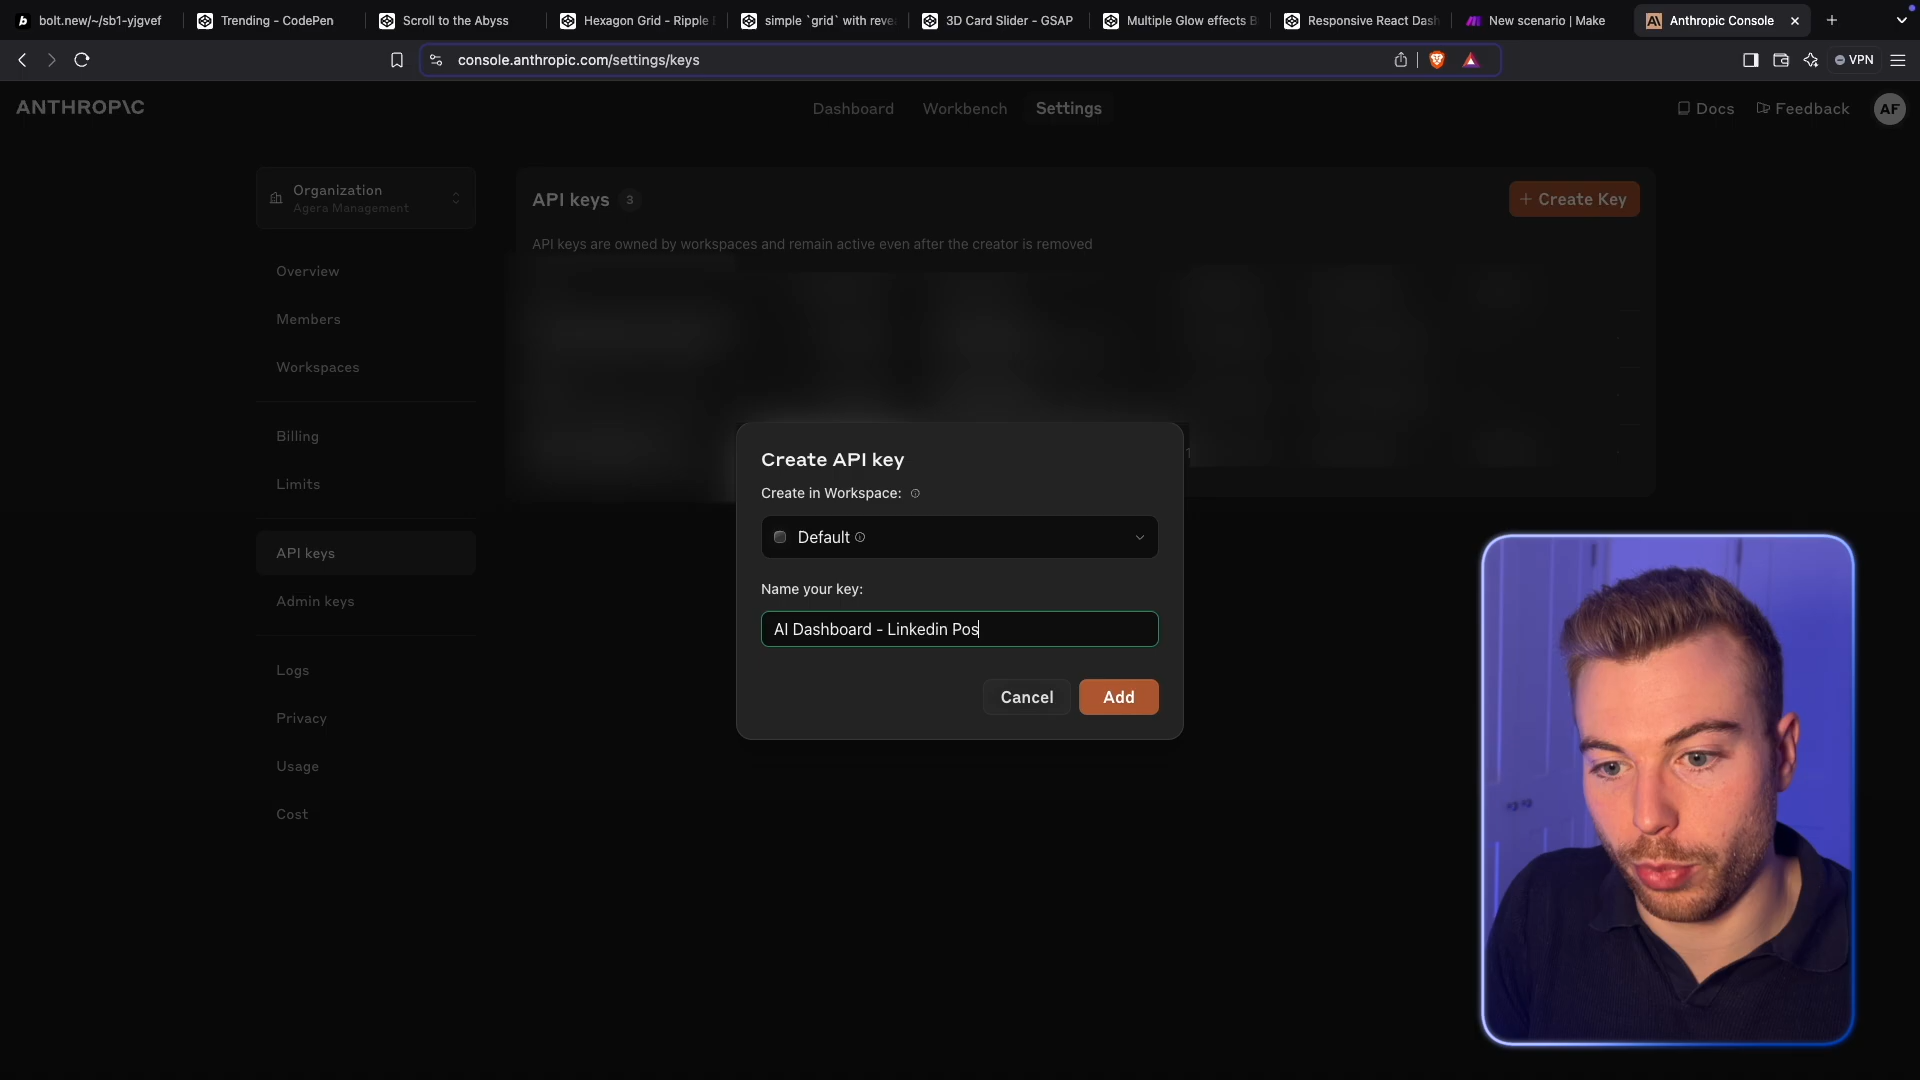 bolt.new/~/sb1-yjgvef
Trending - CodePen
Scroll to the Abyss
Hexagon Grid - Ripple
simple `grid` with reve
3D Card Slider - GSAP
Multiple Glow effects B
Responsive React Dash
New scenario | Make
Anthropic Console
console.anthropic.com/settings/keys
VPN
ANTHROP\C
Dashboard
Workbench
Settings
Docs
Feedback
AF
Organization
Agera Management
Overview
Members
Workspaces
Billing
Limits
API keys
Admin keys
Logs
Privacy
Usage
Cost
API keys 3
+ Create Key
API keys are owned by workspaces and remain active even after the creator is removed
Create API key
Create in Workspace:
Default
Name your key:
AI Dashboard - Linkedin Pos
Cancel
Add